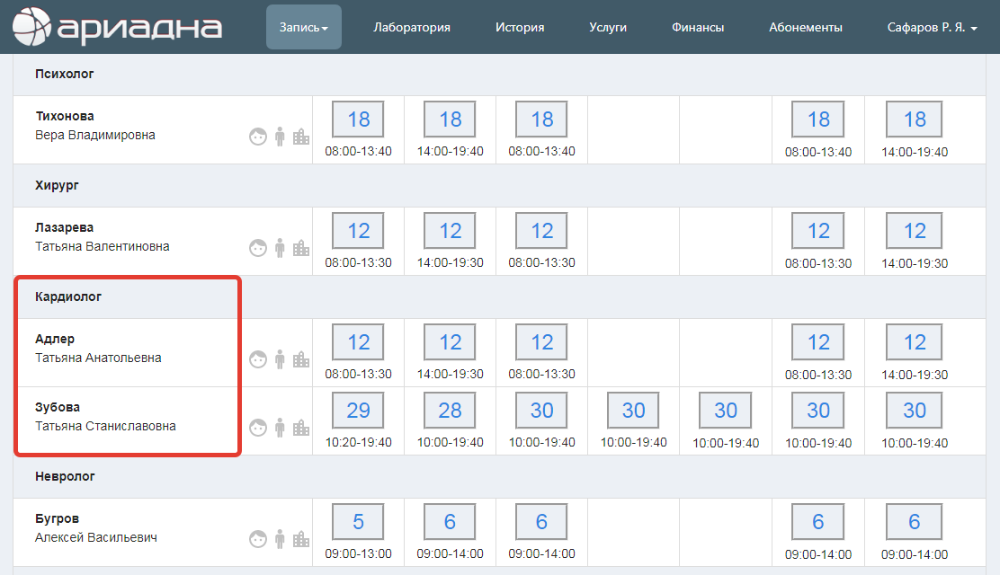 ариадна Запись Лаборатория История Услуги Финансы Абонементы Сафаров Р. Я.
Психолог
Тихонова
Вера Владимировна
18 18 18 18 18
08:00-13:40 14:00-19:40 08:00-13:40 08:00-13:40 14:00-19:40
Хирург
Лазарева
Татьяна Валентиновна
12 12 12 12 12
08:00-13:30 14:00-19:30 08:00-13:30 08:00-13:30 14:00-19:30
Кардиолог
Адлер
Татьяна Анатольевна
12 12 12 12 12
08:00-13:30 14:00-19:30 08:00-13:30 08:00-13:30 14:00-19:30
Зубова
Татьяна Станиславовна
29 28 30 30 30 30 30
10:20-19:40 10:00-19:40 10:00-19:40 10:00-19:40 10:00-19:40 10:00-19:40 10:00-19:40
Невролог
Бугров
Алексей Васильевич
5 6 6 6 6
09:00-13:00 09:00-14:00 09:00-14:00 09:00-14:00 09:00-14:00